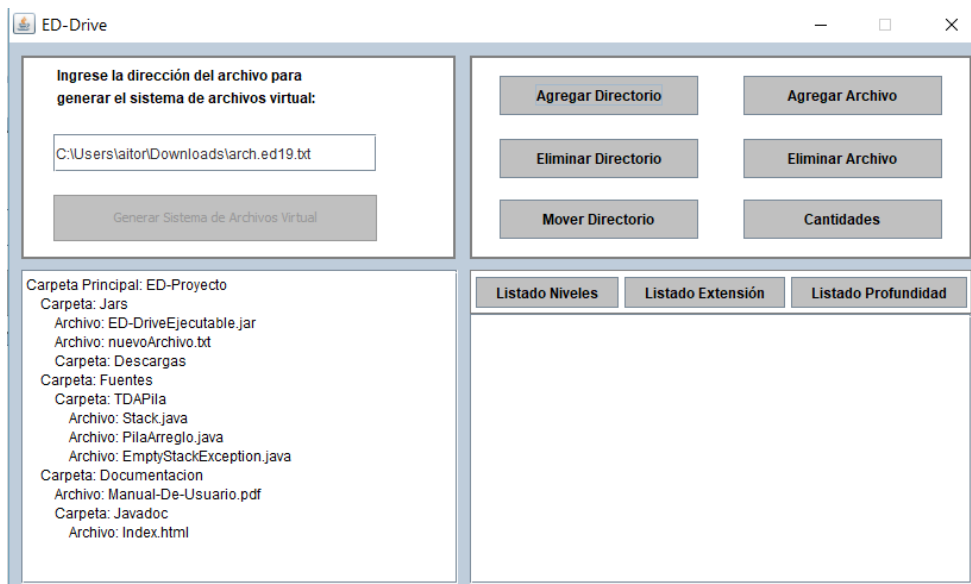 ED-Drive
Ingrese la dirección del archivo para
generar el sistema de archivos virtual:
C:\Users\aitor\Downloads\arch.ed19.txt
Generar Sistema de Archivos Virtual
Agregar Directorio
Agregar Archivo
Eliminar Directorio
Eliminar Archivo
Mover Directorio
Cantidades
Carpeta Principal: ED-Proyecto
Carpeta: Jars
Archivo: ED-DriveEjecutable.jar
Archivo: nuevoArchivo.txt
Carpeta: Descargas
Carpeta: Fuentes
Carpeta: TDAPila
Archivo: Stack.java
Archivo: PilaArreglo.java
Archivo: EmptyStackException.java
Carpeta: Documentacion
Archivo: Manual-De-Usuario.pdf
Carpeta: Javadoc
Archivo: Index.html
Listado Niveles
Listado Extensión
Listado Profundidad